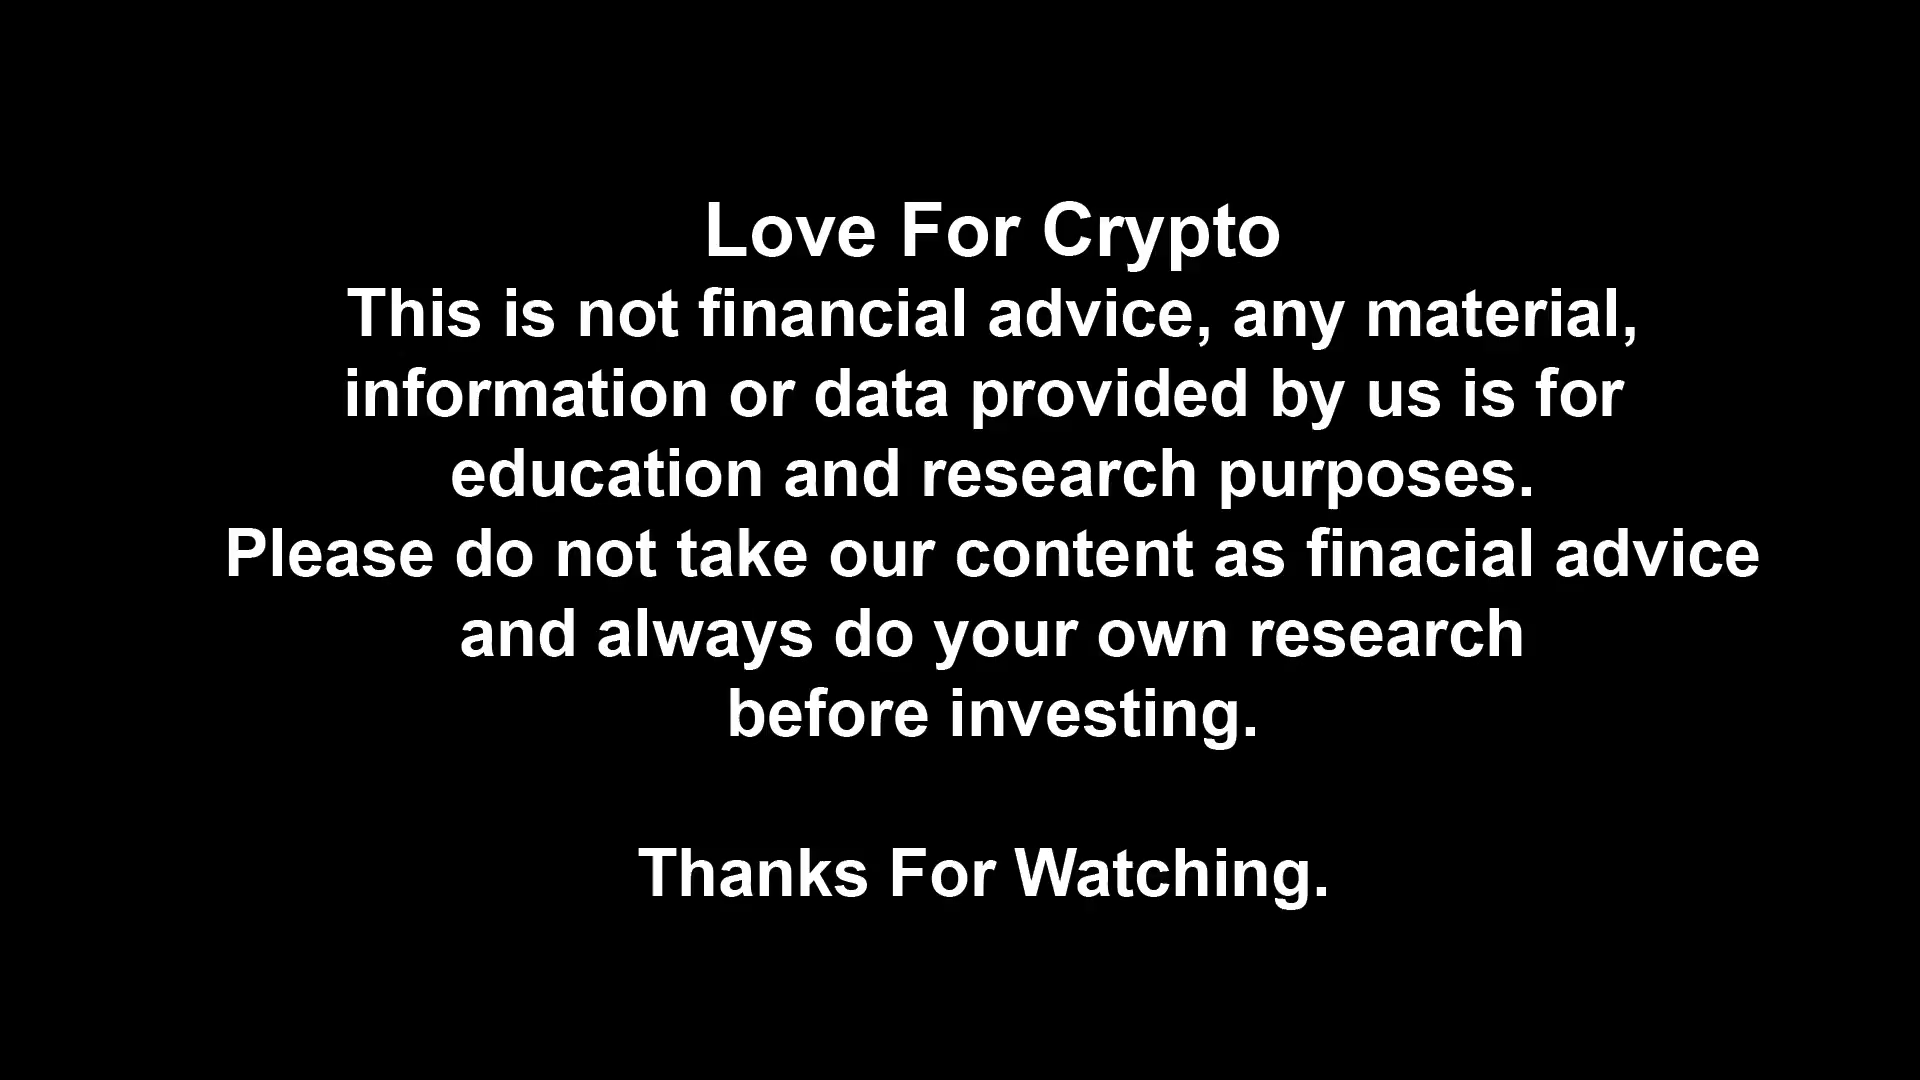 Love For Crypto
This is not financial advice, any material,
information or data provided by us is for
education and research purposes.
Please do not take our content as finacial advice
and always do your own research
before investing.
Thanks For Watching.